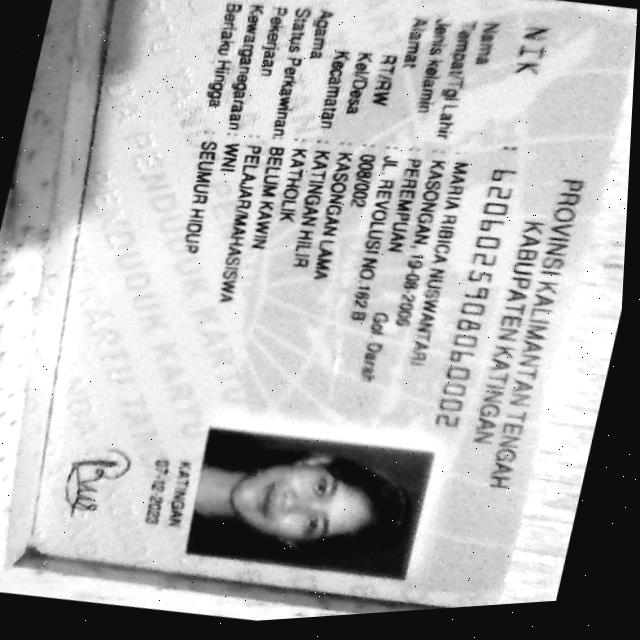 PROVINSI KALIMANTAN TENGAH
KABUPATEN KATINGAN
NIK : 6206025908060002
Nama : MARIA RIBICA NUSWANTARI
Tempat/Tgl Lahir : KASONGAN, 19-08-2006
Jenis kelamin : PEREMPUAN Gol. Darah
Alamat : JL. REVOLUSI NO.162 B
RT/RW : 008/002
Kel/Desa : KASONGAN LAMA
Kecamatan : KATINGAN HILIR
Agama : KATHOLIK
Status Perkawinan: BELUM KAWIN
Pekerjaan : PELAJAR/MAHASISWA
Kewarganegaraan: WNI
Berlaku Hingga : SEUMUR HIDUP
KATINGAN
07-12-2023